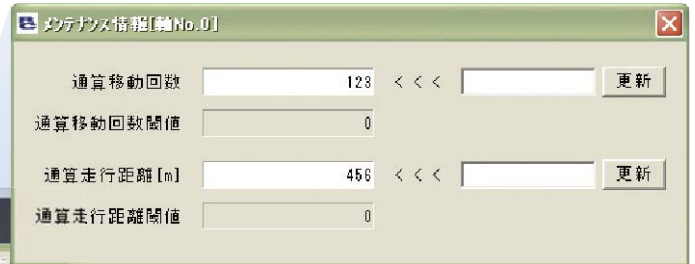 メンテナンス情報[軸No.0]
通算移動回数 123 <<< 更新
通算移動回数閾値 0
通算走行距離[m] 456 <<< 更新
通算走行距離閾値 0